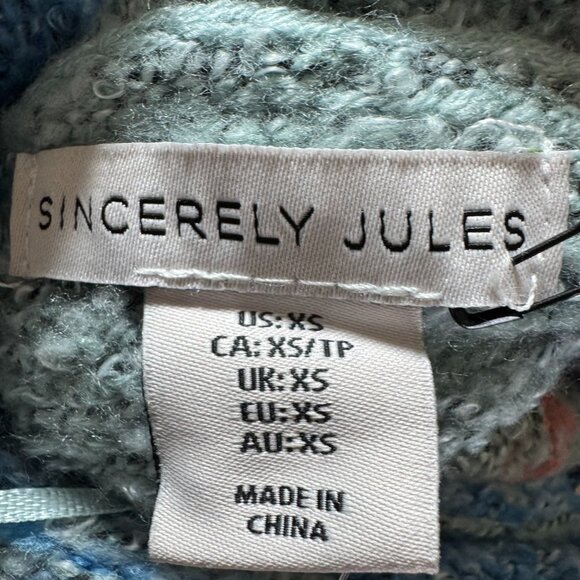 SINCERELY JULES
US: XS
CA: XS/TP
UK: XS
EU: XS
AU: XS
MADE IN
CHINA